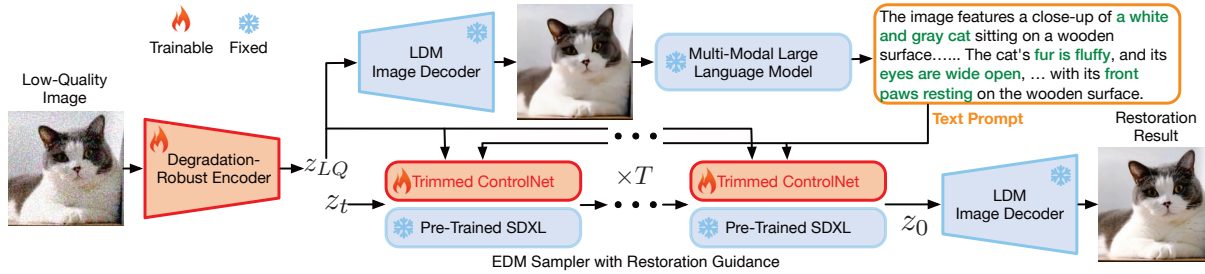 Trainable
Fixed
Low-Quality
Image
Degradation-
Robust Encoder
z_{LQ}
z_t
LDM
Image Decoder
Multi-Modal Large
Language Model
The image features a close-up of a white
and gray cat sitting on a wooden
surface…... The cat's fur is fluffy, and its
eyes are wide open, … with its front
paws resting on the wooden surface.
Text Prompt
Trimmed ControlNet
Pre-Trained SDXL
×T
Trimmed ControlNet
Pre-Trained SDXL
EDM Sampler with Restoration Guidance
z_0
LDM
Image Decoder
Restoration
Result